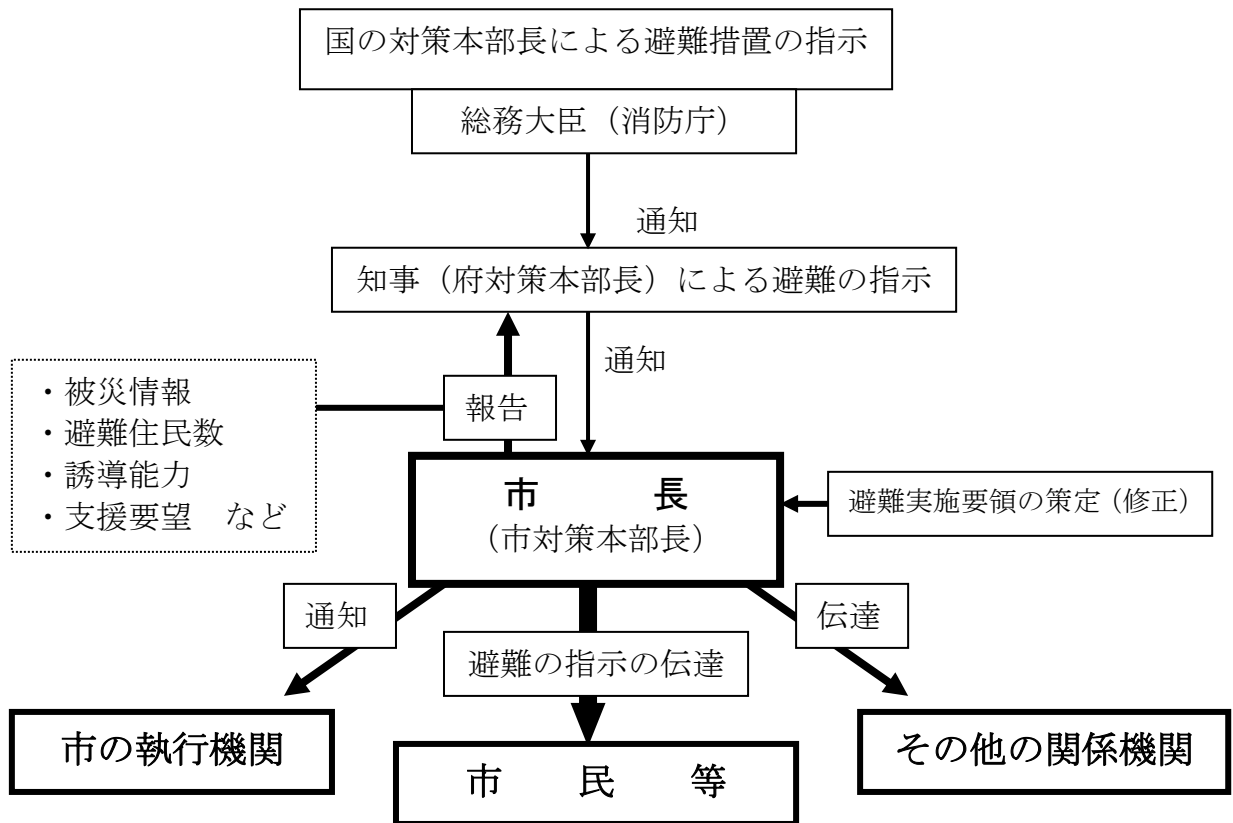 国の対策本部長による避難措置の指示
総務大臣（消防庁）
通知
知事（府対策本部長）による避難の指示
通知
・被災情報
・避難住民数
・誘導能力
・支援要望　など
報告
市　　　長
（市対策本部長）
避難実施要領の策定（修正）
通知
避難の指示の伝達
伝達
市の執行機関
市　民　等
その他の関係機関